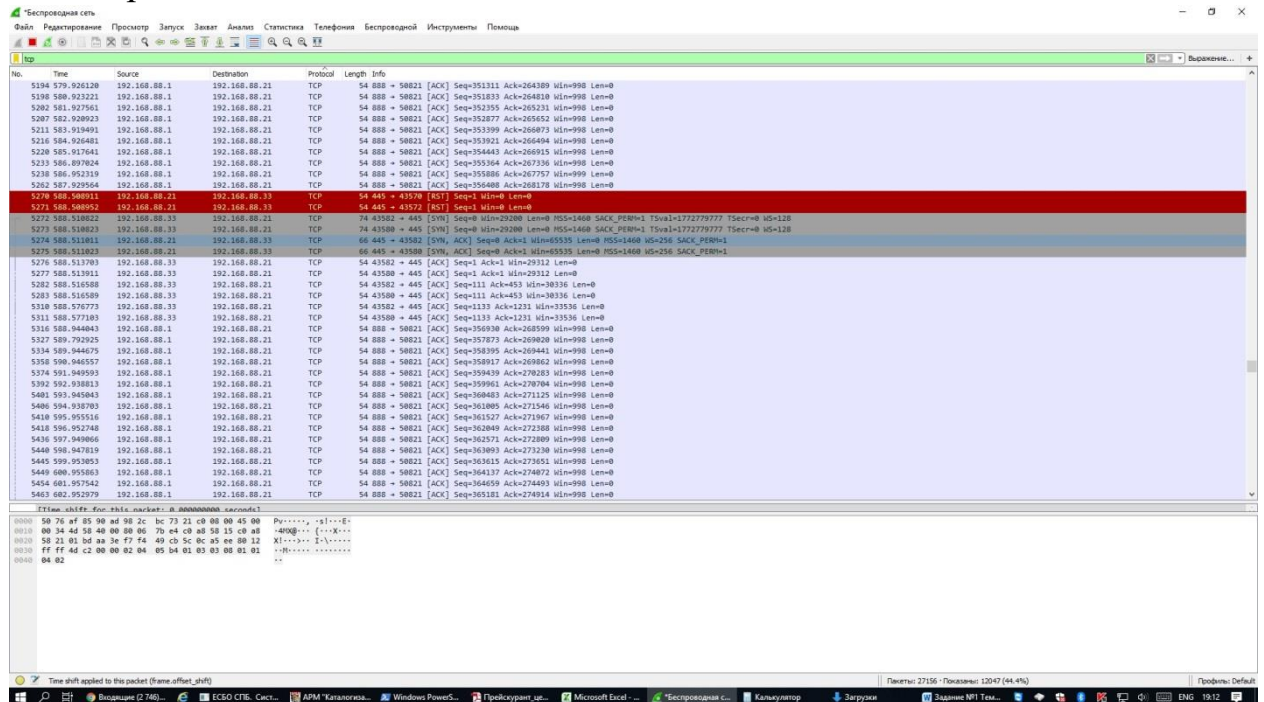 *Беспроводная сеть
Файл Редактирование Просмотр Запуск Захват Анализ Статистика Телефония Беспроводной Инструменты Помощь
tcp Выражение... +
No. Time Source Destination Protocol Length Info
5194 579.926120 192.168.88.1 192.168.88.21 TCP 54 888 → 50821 [ACK] Seq=351311 Ack=264389 Win=998 Len=0
5198 580.923221 192.168.88.1 192.168.88.21 TCP 54 888 → 50821 [ACK] Seq=351833 Ack=264810 Win=998 Len=0
5202 581.927561 192.168.88.1 192.168.88.21 TCP 54 888 → 50821 [ACK] Seq=352355 Ack=265231 Win=998 Len=0
5207 582.920923 192.168.88.1 192.168.88.21 TCP 54 888 → 50821 [ACK] Seq=352877 Ack=265652 Win=998 Len=0
5211 583.919491 192.168.88.1 192.168.88.21 TCP 54 888 → 50821 [ACK] Seq=353399 Ack=266073 Win=998 Len=0
5216 584.926481 192.168.88.1 192.168.88.21 TCP 54 888 → 50821 [ACK] Seq=353921 Ack=266494 Win=998 Len=0
5220 585.917641 192.168.88.1 192.168.88.21 TCP 54 888 → 50821 [ACK] Seq=354443 Ack=266915 Win=998 Len=0
5233 586.897024 192.168.88.1 192.168.88.21 TCP 54 888 → 50821 [ACK] Seq=355364 Ack=267336 Win=998 Len=0
5238 586.952319 192.168.88.1 192.168.88.21 TCP 54 888 → 50821 [ACK] Seq=355886 Ack=267757 Win=999 Len=0
5262 587.929564 192.168.88.1 192.168.88.21 TCP 54 888 → 50821 [ACK] Seq=356408 Ack=268178 Win=998 Len=0
5270 588.508911 192.168.88.21 192.168.88.33 TCP 54 445 → 43570 [RST] Seq=1 Win=0 Len=0
5271 588.508952 192.168.88.21 192.168.88.33 TCP 54 445 → 43572 [RST] Seq=1 Win=0 Len=0
5272 588.510822 192.168.88.33 192.168.88.21 TCP 74 43582 → 445 [SYN] Seq=0 Win=29200 Len=0 MSS=1460 SACK_PERM=1 TSval=1772779777 TSecr=0 WS=128
5273 588.510823 192.168.88.33 192.168.88.21 TCP 74 43580 → 445 [SYN] Seq=0 Win=29200 Len=0 MSS=1460 SACK_PERM=1 TSval=1772779777 TSecr=0 WS=128
5274 588.511011 192.168.88.21 192.168.88.33 TCP 66 445 → 43582 [SYN, ACK] Seq=0 Ack=1 Win=65535 Len=0 MSS=1460 WS=256 SACK_PERM=1
5275 588.511023 192.168.88.21 192.168.88.33 TCP 66 445 → 43580 [SYN, ACK] Seq=0 Ack=1 Win=65535 Len=0 MSS=1460 WS=256 SACK_PERM=1
5276 588.513703 192.168.88.33 192.168.88.21 TCP 54 43582 → 445 [ACK] Seq=1 Ack=1 Win=29312 Len=0
5277 588.513911 192.168.88.33 192.168.88.21 TCP 54 43580 → 445 [ACK] Seq=1 Ack=1 Win=29312 Len=0
5282 588.516588 192.168.88.33 192.168.88.21 TCP 54 43582 → 445 [ACK] Seq=111 Ack=453 Win=30336 Len=0
5283 588.516589 192.168.88.33 192.168.88.21 TCP 54 43580 → 445 [ACK] Seq=111 Ack=453 Win=30336 Len=0
5310 588.576773 192.168.88.33 192.168.88.21 TCP 54 43582 → 445 [ACK] Seq=1133 Ack=1231 Win=33536 Len=0
5311 588.577103 192.168.88.33 192.168.88.21 TCP 54 43580 → 445 [ACK] Seq=1133 Ack=1231 Win=33536 Len=0
5316 588.944043 192.168.88.1 192.168.88.21 TCP 54 888 → 50821 [ACK] Seq=356930 Ack=268599 Win=998 Len=0
5327 589.792925 192.168.88.1 192.168.88.21 TCP 54 888 → 50821 [ACK] Seq=357873 Ack=269020 Win=998 Len=0
5334 589.944675 192.168.88.1 192.168.88.21 TCP 54 888 → 50821 [ACK] Seq=358395 Ack=269441 Win=998 Len=0
5358 590.946557 192.168.88.1 192.168.88.21 TCP 54 888 → 50821 [ACK] Seq=358917 Ack=269862 Win=998 Len=0
5374 591.949593 192.168.88.1 192.168.88.21 TCP 54 888 → 50821 [ACK] Seq=359439 Ack=270283 Win=998 Len=0
5392 592.938813 192.168.88.1 192.168.88.21 TCP 54 888 → 50821 [ACK] Seq=359961 Ack=270704 Win=998 Len=0
5401 593.945043 192.168.88.1 192.168.88.21 TCP 54 888 → 50821 [ACK] Seq=360483 Ack=271125 Win=998 Len=0
5406 594.938703 192.168.88.1 192.168.88.21 TCP 54 888 → 50821 [ACK] Seq=361005 Ack=271546 Win=998 Len=0
5410 595.955516 192.168.88.1 192.168.88.21 TCP 54 888 → 50821 [ACK] Seq=361527 Ack=271967 Win=998 Len=0
5418 596.952748 192.168.88.1 192.168.88.21 TCP 54 888 → 50821 [ACK] Seq=362049 Ack=272388 Win=998 Len=0
5436 597.949066 192.168.88.1 192.168.88.21 TCP 54 888 → 50821 [ACK] Seq=362571 Ack=272809 Win=998 Len=0
5440 598.947819 192.168.88.1 192.168.88.21 TCP 54 888 → 50821 [ACK] Seq=363093 Ack=273230 Win=998 Len=0
5445 599.953053 192.168.88.1 192.168.88.21 TCP 54 888 → 50821 [ACK] Seq=363615 Ack=273651 Win=998 Len=0
5449 600.955863 192.168.88.1 192.168.88.21 TCP 54 888 → 50821 [ACK] Seq=364137 Ack=274072 Win=998 Len=0
5454 601.957542 192.168.88.1 192.168.88.21 TCP 54 888 → 50821 [ACK] Seq=364659 Ack=274493 Win=998 Len=0
5463 602.952979 192.168.88.1 192.168.88.21 TCP 54 888 → 50821 [ACK] Seq=365181 Ack=274914 Win=998 Len=0
[Time shift for this packet: 0.000000000 seconds]
0000 50 76 af 85 90 ad 98 2c bc 73 21 c0 08 00 45 00 Pv·····, ·s!···E·
0010 00 34 4d 58 40 00 80 06 7b e4 c0 a8 58 15 c0 a8 ·4MX@··· {···X···
0020 58 21 01 bd aa 3e f7 f4 49 cb 5c 0c a5 ee 80 12 X!···>·· I·\·····
0030 ff ff 4d c2 00 00 02 04 05 b4 01 03 03 08 01 01 ··M····· ········
0040 04 02 ··
Time shift applied to this packet (frame.offset_shift) Пакеты: 27156 · Показаны: 12047 (44.4%) Профиль: Default
Входящие (2 746)... ЕСБО СПБ. Сист... АРМ "Каталогиза... Windows PowerS... Прейскурант_це... Microsoft Excel - ... *Беспроводная с... Калькулятор Загрузки Задание №1 Тем... ENG 19:12